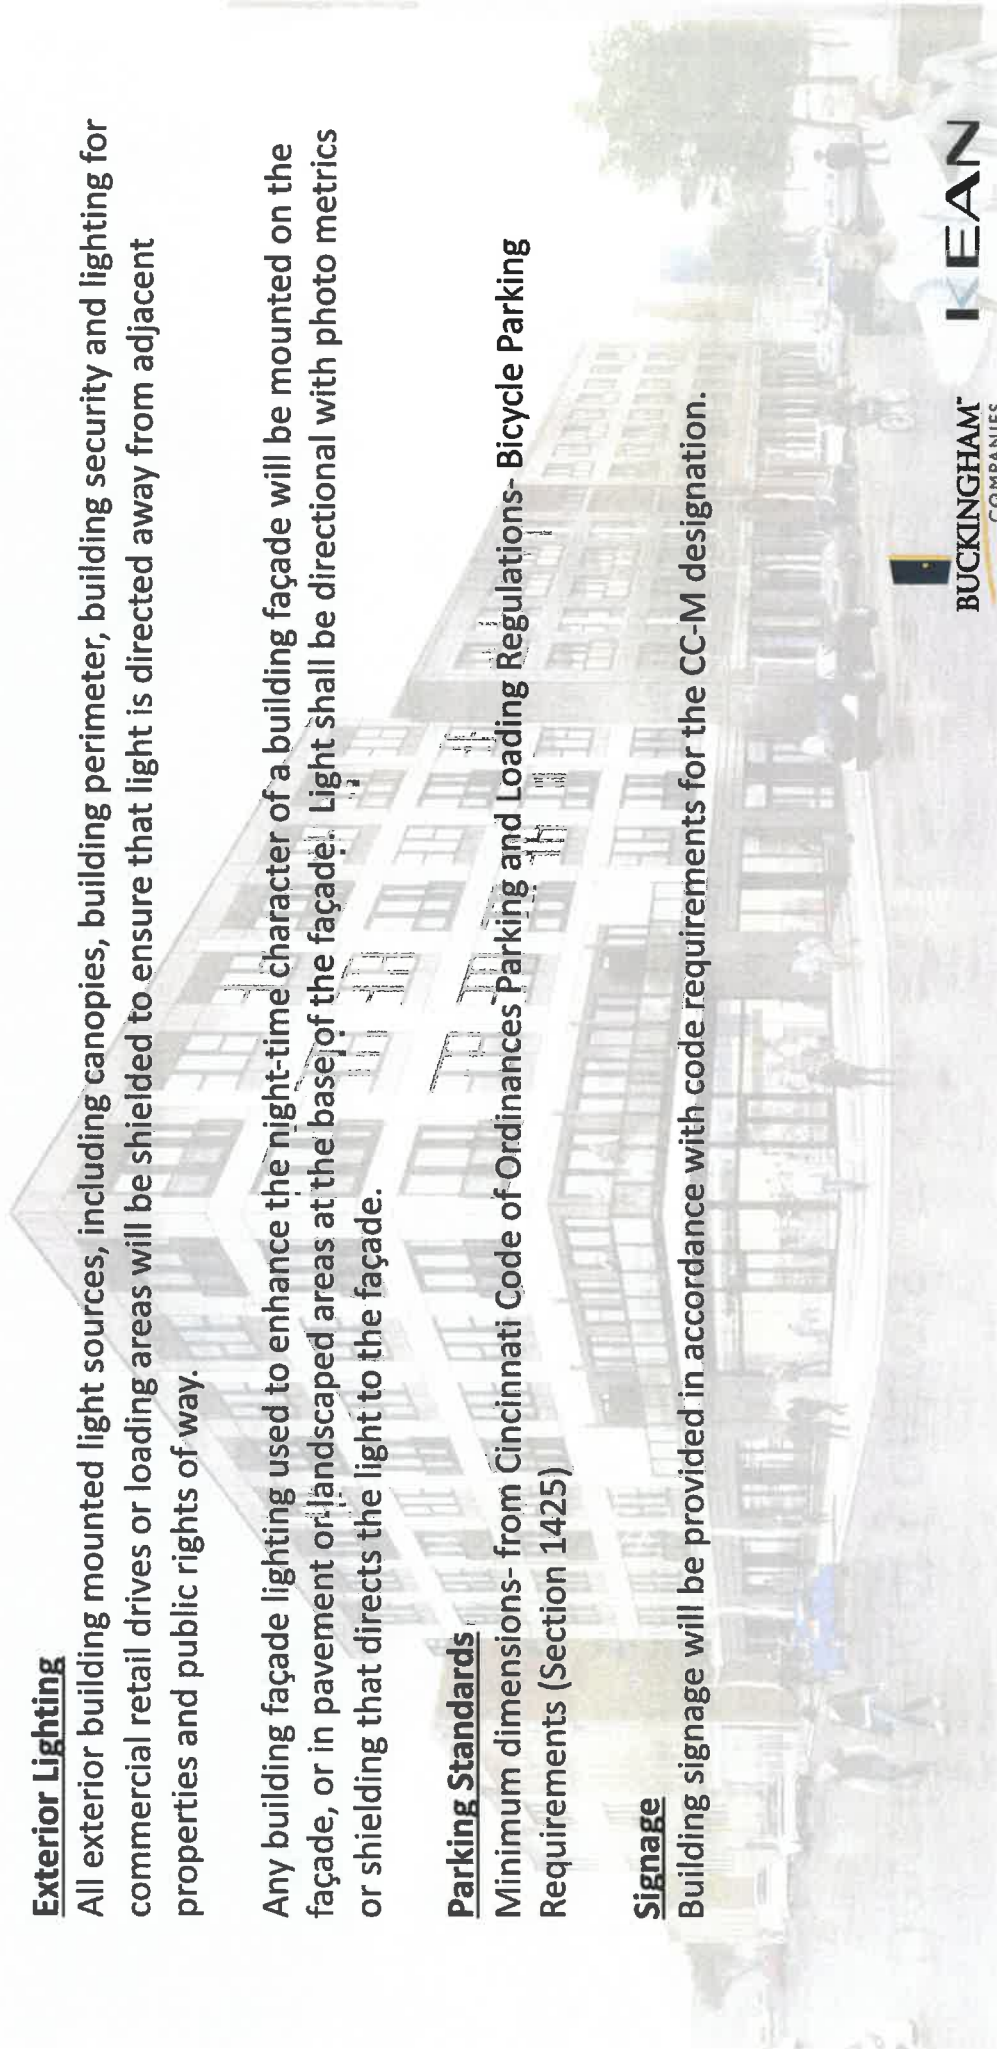 Exterior Lighting
All exterior building mounted light sources, including canopies, building perimeter, building security and lighting for
commercial retail drives or loading areas will be shielded to ensure that light is directed away from adjacent
properties and public rights of way.
Any building façade lighting used to enhance the night-time character of a building façade will be mounted on the
façade, or in pavement or landscaped areas at the base of the façade. Light shall be directional with photo metrics
or shielding that directs the light to the façade.
Parking Standards
Minimum dimensions- from Cincinnati Code of Ordinances Parking and Loading Regulations- Bicycle Parking
Requirements (Section 1425)
Signage
Building signage will be provided in accordance with code requirements for the CC-M designation.
BUCKINGHAM™
COMPANIES
KEAN